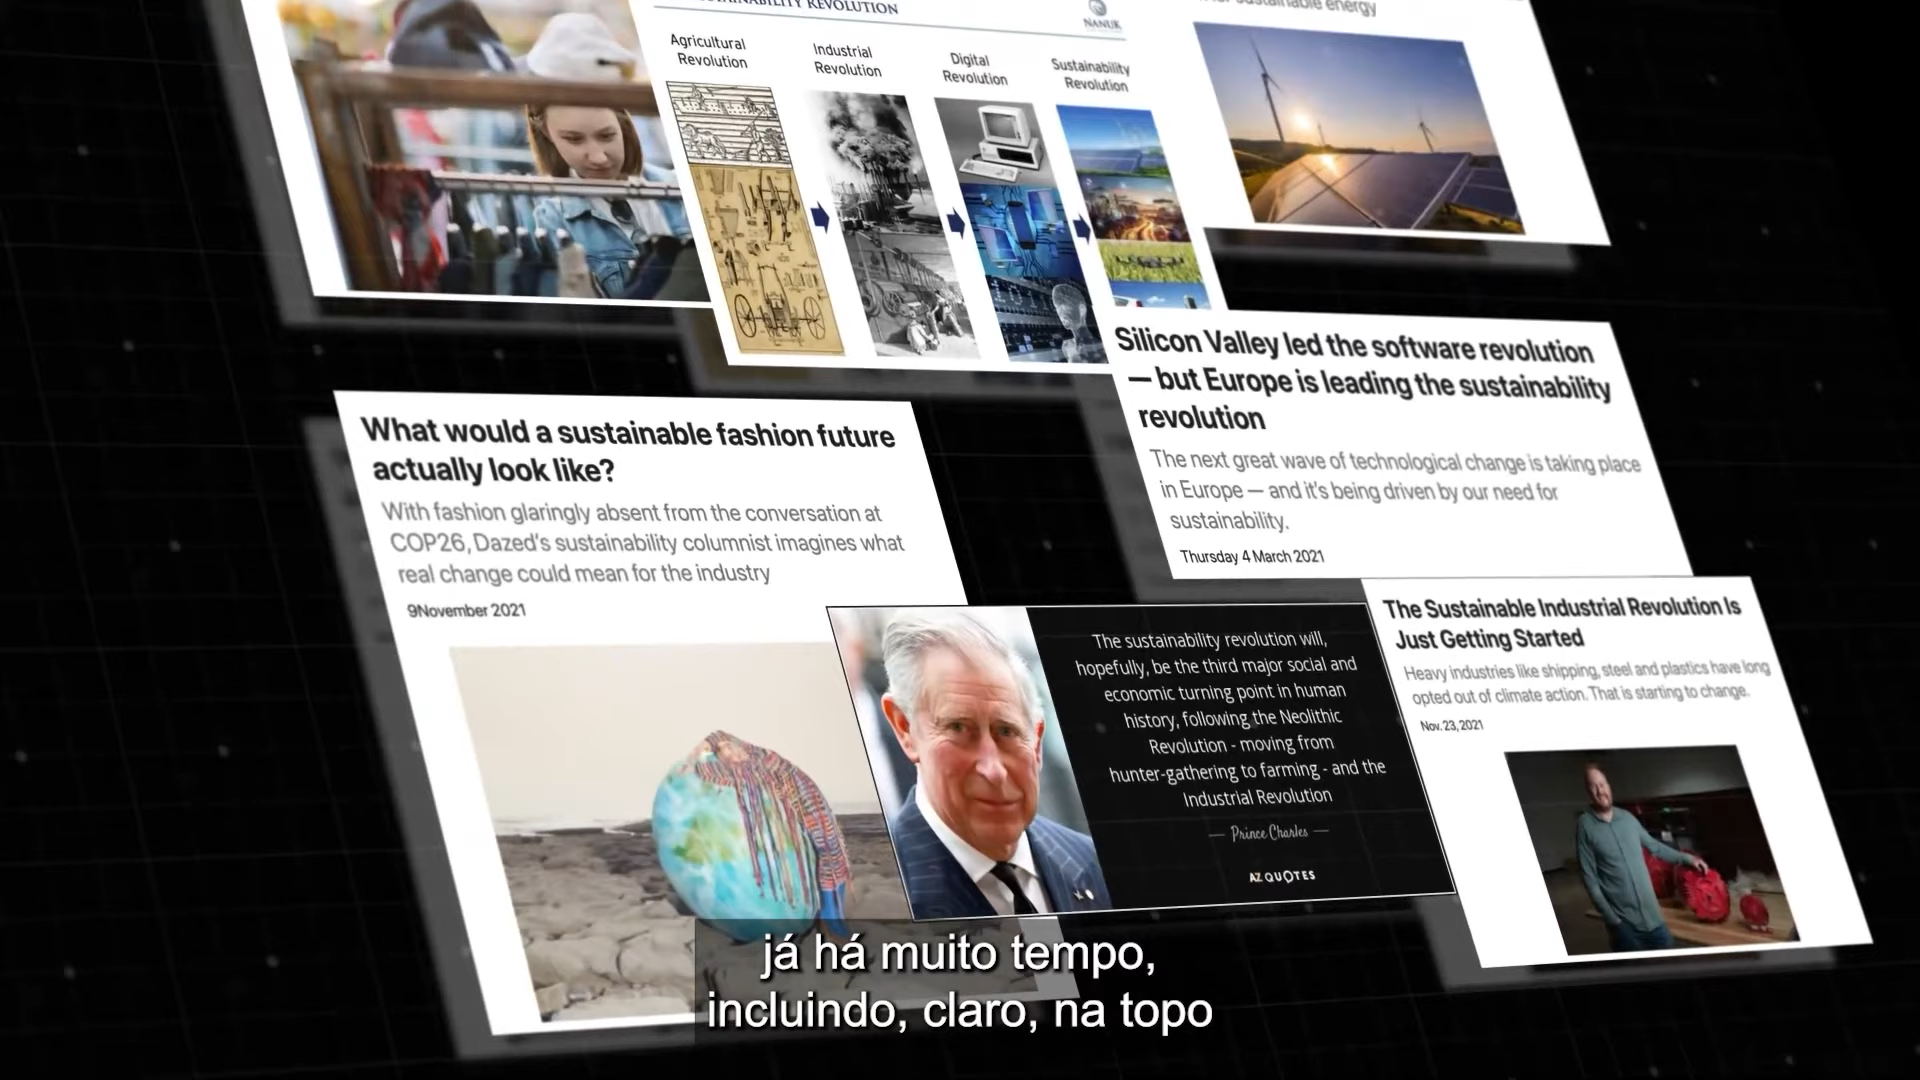 REVOLUTION
NANUK
Agricultural
Revolution
Industrial
Revolution
Digital
Revolution
Sustainability
Revolution
sustainable energy
Silicon Valley led the software revolution
— but Europe is leading the sustainability
revolution
The next great wave of technological change is taking place
in Europe — and it's being driven by our need for
sustainability.
Thursday 4 March 2021
What would a sustainable fashion future
actually look like?
With fashion glaringly absent from the conversation at
COP26, Dazed's sustainability columnist imagines what
real change could mean for the industry
9November 2021
The sustainability revolution will,
hopefully, be the third major social and
economic turning point in human
history, following the Neolithic
Revolution - moving from
hunter-gathering to farming - and the
Industrial Revolution
— Prince Charles —
AZ QUOTES
The Sustainable Industrial Revolution Is
Just Getting Started
Heavy industries like shipping, steel and plastics have long
opted out of climate action. That is starting to change.
Nov. 23, 2021
já há muito tempo,
incluindo, claro, na topo